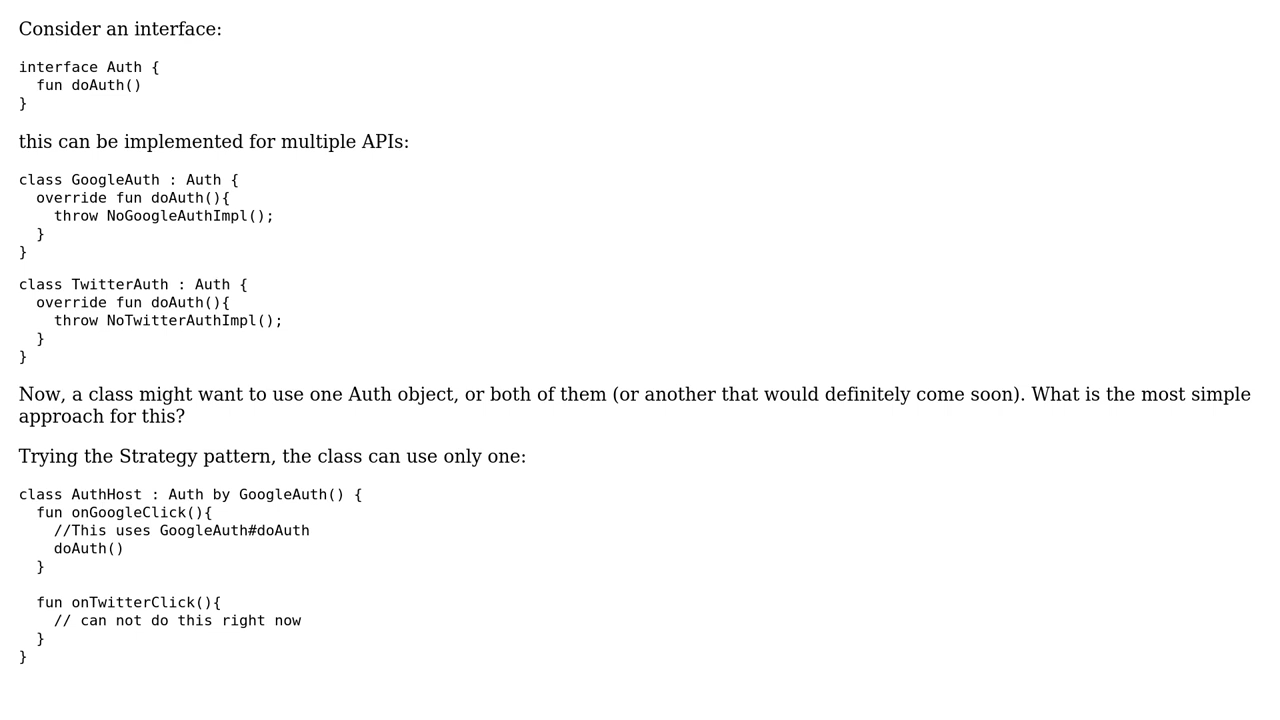 Consider an interface:
interface Auth {
  fun doAuth()
}
this can be implemented for multiple APIs:
class GoogleAuth : Auth {
  override fun doAuth(){
    throw NoGoogleAuthImpl();
  }
}
class TwitterAuth : Auth {
  override fun doAuth(){
    throw NoTwitterAuthImpl();
  }
}
Now, a class might want to use one Auth object, or both of them (or another that would definitely come soon). What is the most simple
approach for this?
Trying the Strategy pattern, the class can use only one:
class AuthHost : Auth by GoogleAuth() {
  fun onGoogleClick(){
    //This uses GoogleAuth#doAuth
    doAuth()
  }
  fun onTwitterClick(){
    // can not do this right now
  }
}